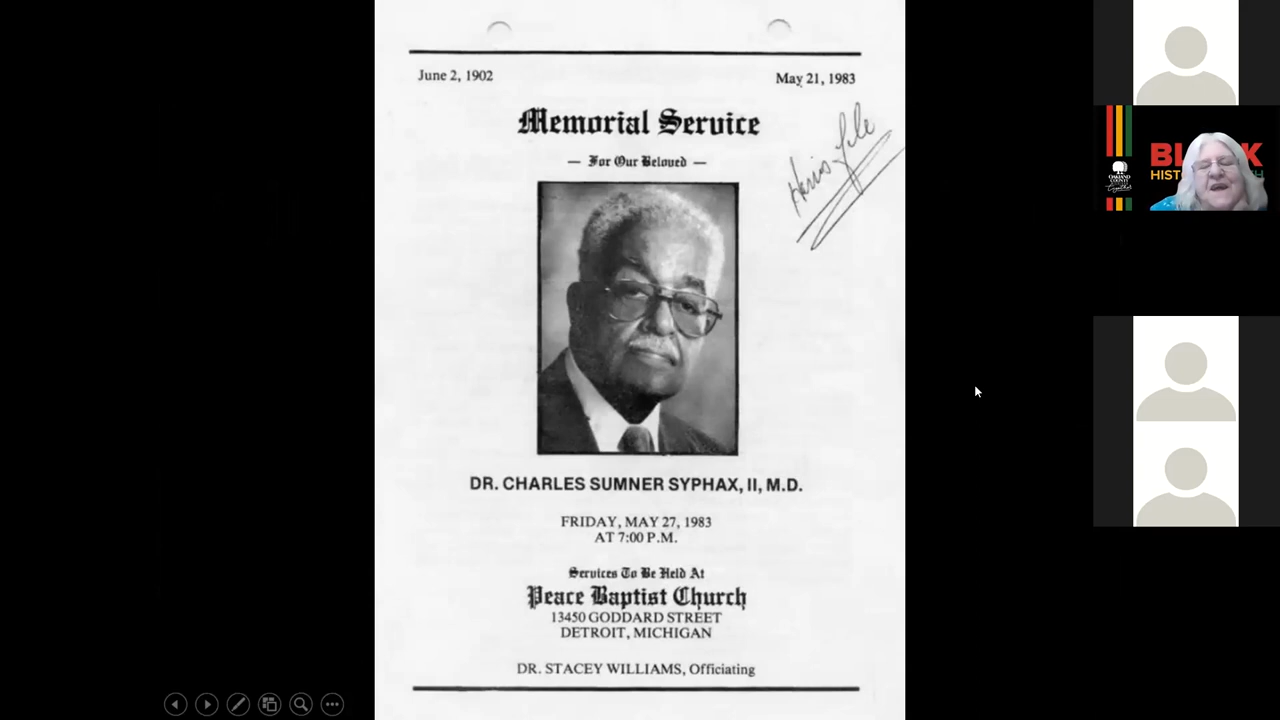 June 2, 1902
May 21, 1983
Memorial Service
— For Our Beloved —
DR. CHARLES SUMNER SYPHAX, II, M.D.
FRIDAY, MAY 27, 1983
AT 7:00 P.M.
Services To Be Held At
Peace Baptist Church
13450 GODDARD STREET
DETROIT, MICHIGAN
DR. STACEY WILLIAMS, Officiating
OAKLAND
COUNTY